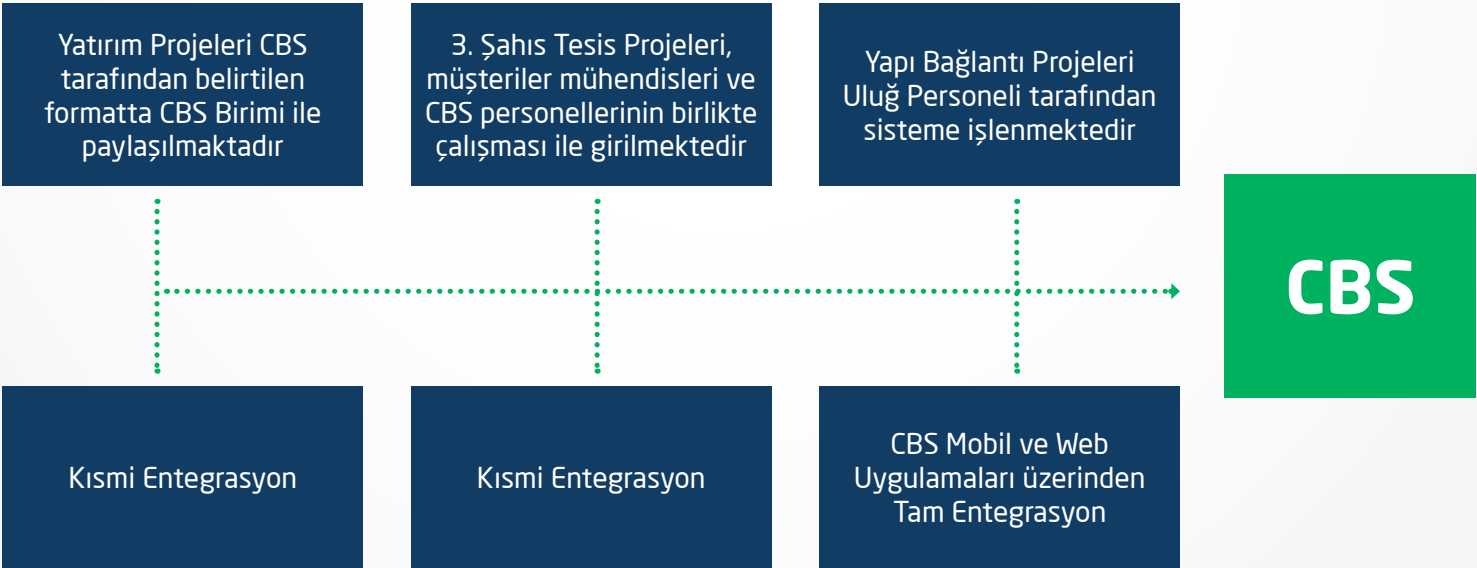 Yatırım Projeleri CBS
tarafından belirtilen
formatta CBS Birimi ile
paylaşılmaktadır
3. Şahıs Tesis Projeleri,
müşteriler mühendisleri ve
CBS personellerinin birlikte
çalışması ile girilmektedir
Yapı Bağlantı Projeleri
Uluğ Personeli tarafından
sisteme işlenmektedir
CBS
Kısmi Entegrasyon
Kısmi Entegrasyon
CBS Mobil ve Web
Uygulamaları üzerinden
Tam Entegrasyon